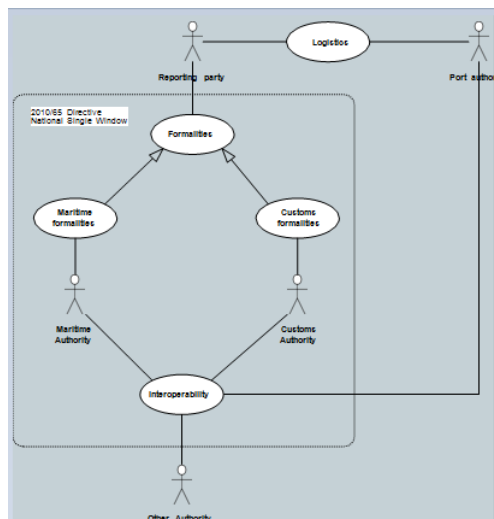 Logistics
Reporting party
Port author
2010/65 Directive
National Single Window
Formalities
Maritime
formalities
Customs
formalities
Maritime
Authority
Customs
Authority
Interoperability
Other Authority